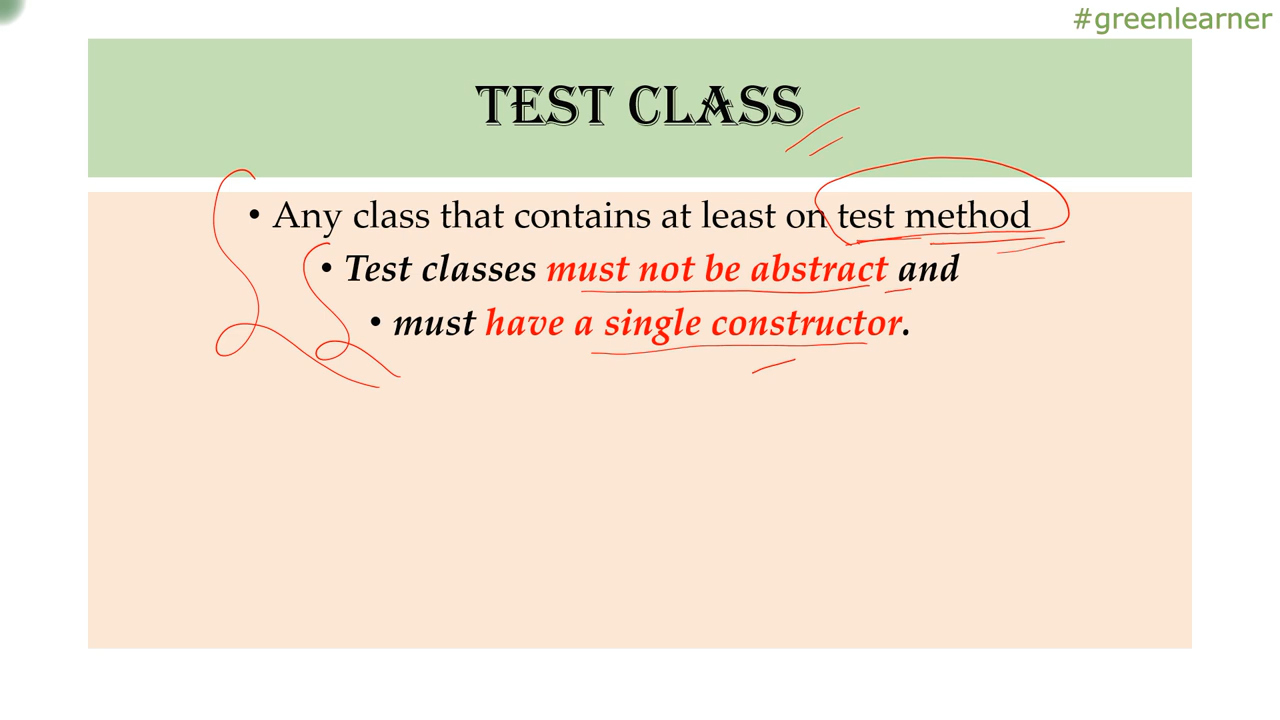 #greenlearner
TEST CLASS
• Any class that contains at least on test method
• Test classes must not be abstract and
• must have a single constructor.